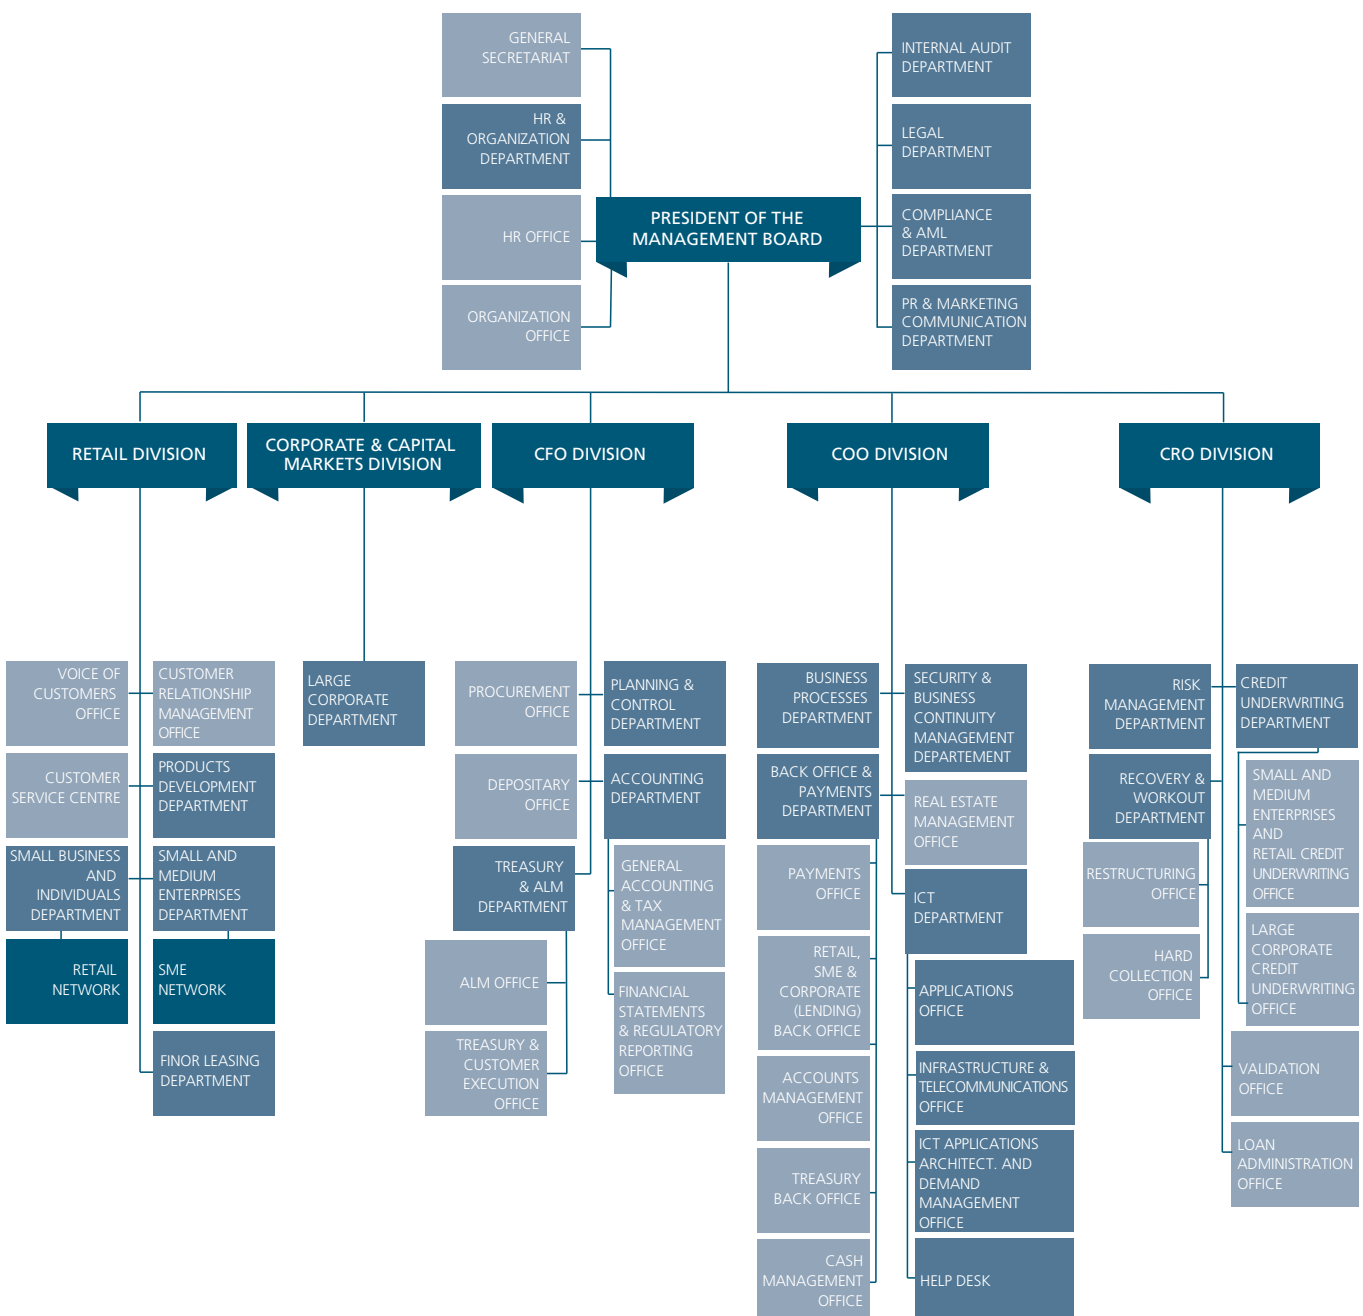 GENERAL
SECRETARIAT
HR &
ORGANIZATION
DEPARTMENT
HR OFFICE
ORGANIZATION
OFFICE
PRESIDENT OF THE
MANAGEMENT BOARD
INTERNAL AUDIT
DEPARTMENT
LEGAL
DEPARTMENT
COMPLIANCE
& AML
DEPARTMENT
PR & MARKETING
COMMUNICATION
DEPARTMENT
RETAIL DIVISION
CORPORATE & CAPITAL
MARKETS DIVISION
CFO DIVISION
COO DIVISION
CRO DIVISION
VOICE OF
CUSTOMERS
OFFICE
CUSTOMER
RELATIONSHIP
MANAGEMENT
OFFICE
CUSTOMER
SERVICE CENTRE
PRODUCTS
DEVELOPMENT
DEPARTMENT
SMALL BUSINESS
AND
INDIVIDUALS
DEPARTMENT
SMALL AND
MEDIUM
ENTERPRISES
DEPARTMENT
RETAIL
NETWORK
SME
NETWORK
FINOR LEASING
DEPARTMENT
LARGE
CORPORATE
DEPARTMENT
PROCUREMENT
OFFICE
PLANNING &
CONTROL
DEPARTMENT
DEPOSITARY
OFFICE
ACCOUNTING
DEPARTMENT
TREASURY
& ALM
DEPARTMENT
GENERAL
ACCOUNTING
& TAX
MANAGEMENT
OFFICE
ALM OFFICE
FINANCIAL
STATEMENTS
& REGULATORY
REPORTING
OFFICE
TREASURY &
CUSTOMER
EXECUTION
OFFICE
BUSINESS
PROCESSES
DEPARTMENT
SECURITY &
BUSINESS
CONTINUITY
MANAGEMENT
DEPARTEMENT
BACK OFFICE &
PAYMENTS
DEPARTMENT
REAL ESTATE
MANAGEMENT
OFFICE
PAYMENTS
OFFICE
ICT
DEPARTMENT
RETAIL,
SME &
CORPORATE
(LENDING)
BACK OFFICE
APPLICATIONS
OFFICE
ACCOUNTS
MANAGEMENT
OFFICE
INFRASTRUCTURE &
TELECOMMUNICATIONS
OFFICE
TREASURY
BACK OFFICE
ICT APPLICATIONS
ARCHITECT. AND
DEMAND
MANAGEMENT
OFFICE
CASH
MANAGEMENT
OFFICE
HELP DESK
RISK
MANAGEMENT
DEPARTMENT
CREDIT
UNDERWRITING
DEPARTMENT
RECOVERY &
WORKOUT
DEPARTMENT
SMALL AND
MEDIUM
ENTERPRISES
AND
RETAIL CREDIT
UNDERWRITING
OFFICE
RESTRUCTURING
OFFICE
HARD
COLLECTION
OFFICE
LARGE
CORPORATE
CREDIT
UNDERWRITING
OFFICE
VALIDATION
OFFICE
LOAN
ADMINISTRATION
OFFICE